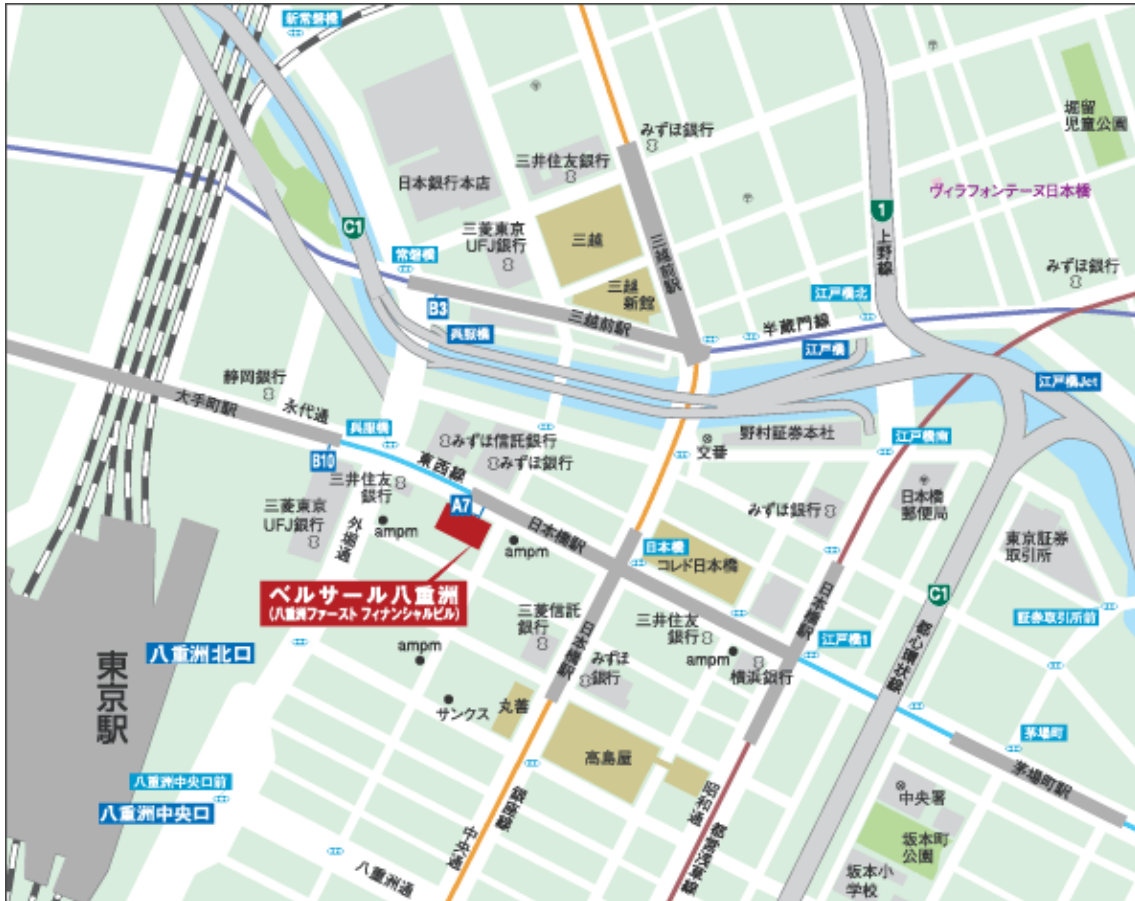 新常盤橋
堀留
児童公園
みずほ銀行
三井住友銀行
日本銀行本店
ヴィラフォンテーヌ日本橋
C1
1
上野線
三菱東京
UFJ銀行
三越
三越前駅
常盤橋
みずほ銀行
三越
新館
江戸橋北
B3
三越前駅
半蔵門線
呉服橋
江戸橋
江戸橋Jct
静岡銀行
大手町駅
永代通
呉服橋
みずほ信託銀行
野村証券本社
江戸橋南
交番
B10
東西線
みずほ銀行
三井住友
銀行
日本橋
郵便局
三菱東京
UFJ銀行
A7
みずほ銀行
外堀通
ampm
ampm
日本橋駅
日本橋
コレド日本橋
東京証券
取引所
ベルサール八重洲
(八重洲ファースト フィナンシャルビル)
日本橋駅
C1
三菱信託
銀行
三井住友
銀行
証券取引所前
日本橋駅
江戸橋1
都心環状線
八重洲北口
ampm
ampm
みずほ
銀行
横浜銀行
東京駅
サンクス
丸善
茅場町
高島屋
茅場町駅
八重洲中央口前
八重洲中央口
銀座線
昭和通
中央署
中央通
都営浅草線
坂本町
公園
八重洲通
坂本小
学校